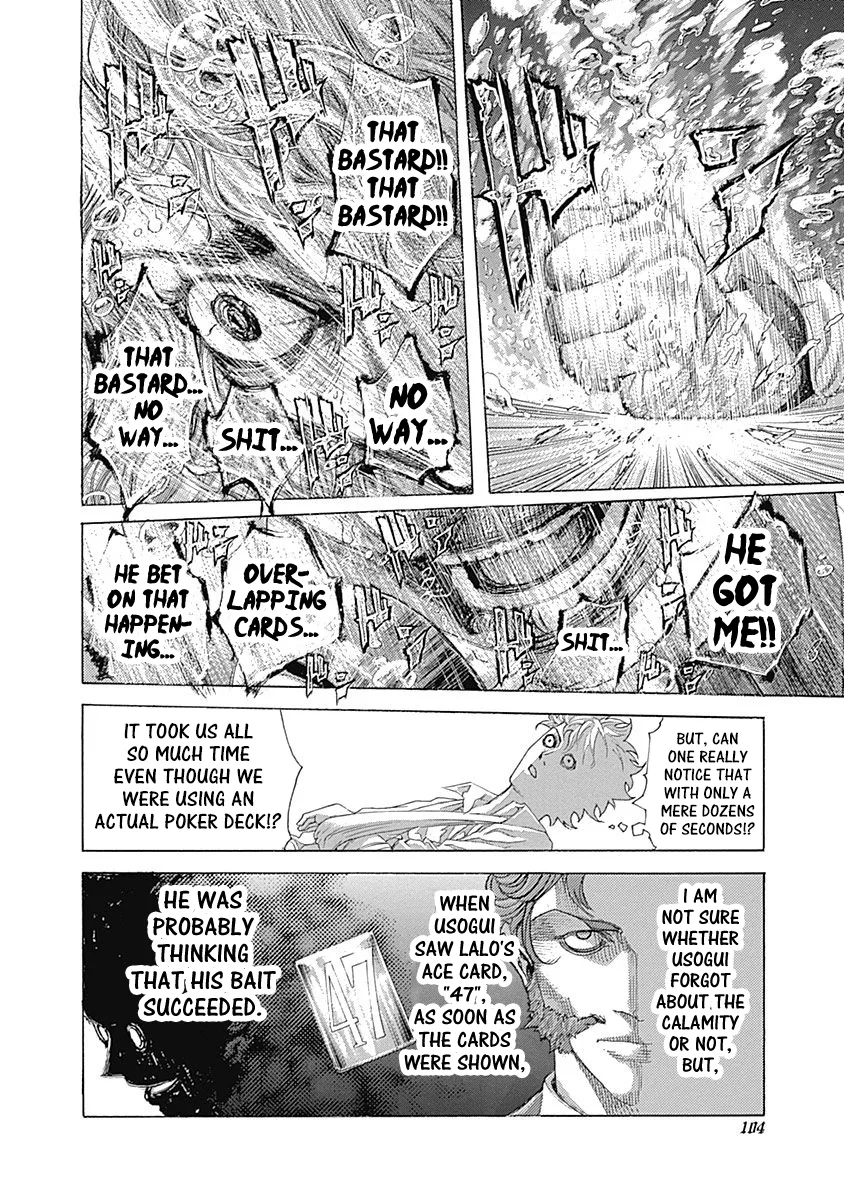 THAT
BASTARD!!
THAT
BASTARD!!
NO
WAY...
SHIT...
THAT
BASTARD...
NO
WAY...
HE
GOT
ME!!
SHIT...
OVER-
LAPPING
CARDS...
HE BET
ON THAT
HAPPEN-
ING...
BUT, CAN
ONE REALLY
NOTICE THAT
WITH ONLY A
MERE DOZENS
OF SECONDS!?
IT TOOK US ALL
SO MUCH TIME
EVEN THOUGH WE
WERE USING AN
ACTUAL POKER DECK!?
I AM
NOT SURE
WHETHER
USOGUI
FORGOT
ABOUT THE
CALAMITY
OR NOT,
BUT,
WHEN
USOGUI
SAW LALO'S
ACE CARD,
"47",
AS SOON AS
THE CARDS
WERE SHOWN,
47
HE WAS
PROBABLY
THINKING
THAT HIS BAIT
SUCCEEDED.